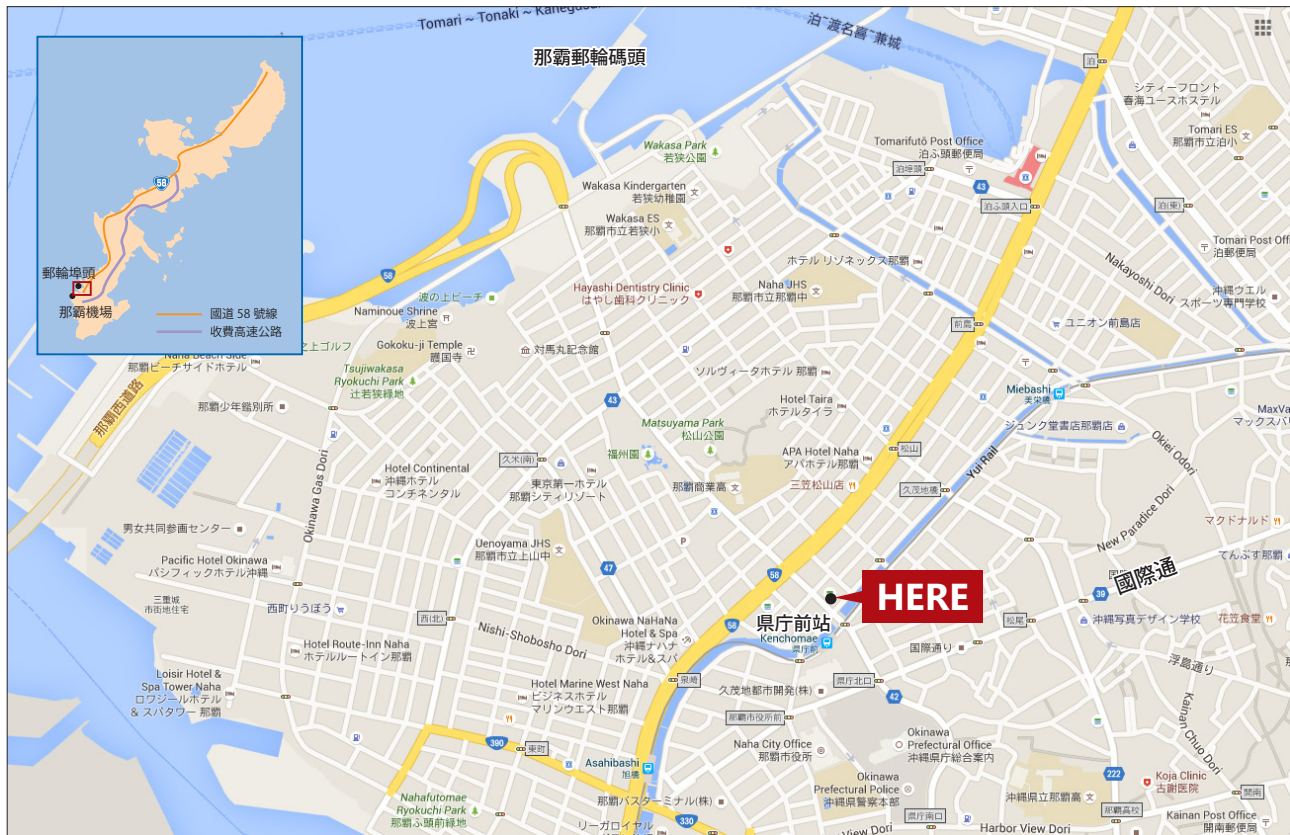 Tomari ~ Tonaki ~
泊~渡名喜~兼城
那霸郵輪碼頭
58
郵輪埠頭
那霸機場
國道 58 號線
收費高速公路
泊
シティーフロント
春海ユースホステル
Tomari ES
那覇市立泊小
Tomarifutō Post Office
泊ふ頭郵便局
泊埠頭
43
泊ふ頭入口
泊(東)
Tomari Post Office
泊郵便局
Wakasa Park
若狭公園
Wakasa Kindergarten
若狭幼稚園
Wakasa ES
那覇市立若狭小
58
ホテル リゾネックス那覇
Nakayoshi Dori
沖縄ウエル
スポーツ専門学校
Hayashi Dentistry Clinic
はやし歯科クリニック
Naha JHS
那覇市立那覇中
波の上ビーチ
Naminoue Shrine
波上宮
前島
ユニオン前島店
之上ゴルフ
Gokoku-ji Temple
護国寺
対馬丸記念館
Naha Beach Side
那覇ビーチサイドホテル
Tsujiwakasa
Ryokuchi Park
辻若狭緑地
ソルヴィータホテル 那覇
Miebashi
美栄橋
那覇西道路
那覇少年鑑別所
43
Hotel Taira
ホテルタイラ
ジュンク堂書店那覇店
Matsuyama Park
松山公園
松山
Okiei Odori
久米(南)
福州園
APA Hotel Naha
アパホテル那覇
Yui Rail
Hotel Continental
沖縄ホテル
コンチネンタル
東京第一ホテル
那覇シティリゾート
那覇商業高
三笠松山店
久茂地橋
Okinawa Gas Dori
男女共同参画センター
New Paradice Dori
マクドナルド
Uenoyama JHS
那覇市立上山中
てんぶす那覇
Pacific Hotel Okinawa
パシフィックホテル沖縄
47
58
國際通
39
HERE
三重城
市街地住宅
西町りうぼう
西(北)
Okinawa NaHaNa
Hotel & Spa
沖縄ナハナ
ホテル&スパ
58
県庁前站
Kenchomae
県庁前
松尾
沖縄写真デザイン学校
花笠食堂
Nishi-Shobosho Dori
国際通り
浮島通り
Hotel Route-Inn Naha
ホテルルートイン那覇
Loisir Hotel &
Spa Tower Naha
ロワジールホテル
& スパタワー 那覇
Hotel Marine West Naha
ビジネスホテル
マリンウエスト那覇
泉崎
久茂地都市開発(株)
県庁北口
42
Kainan Chuo Dori
那覇市役所前
390
東町
Naha City Office
那覇市役所
Okinawa
Prefectural Office
沖縄県庁総合案内
Asahibashi
旭橋
222
Okinawa
Prefectural Police
沖縄県警察本部
Koja Clinic
古謝医院
Nahafutomae
Ryokuchi Park
那覇ふ頭前緑地
那覇バスターミナル(株)
沖縄県立那覇高
開南
那覇高校
330
県庁南口
Kainan Post Office
開南郵便局
リーガロイヤル
View Dori
Harbor View Dori